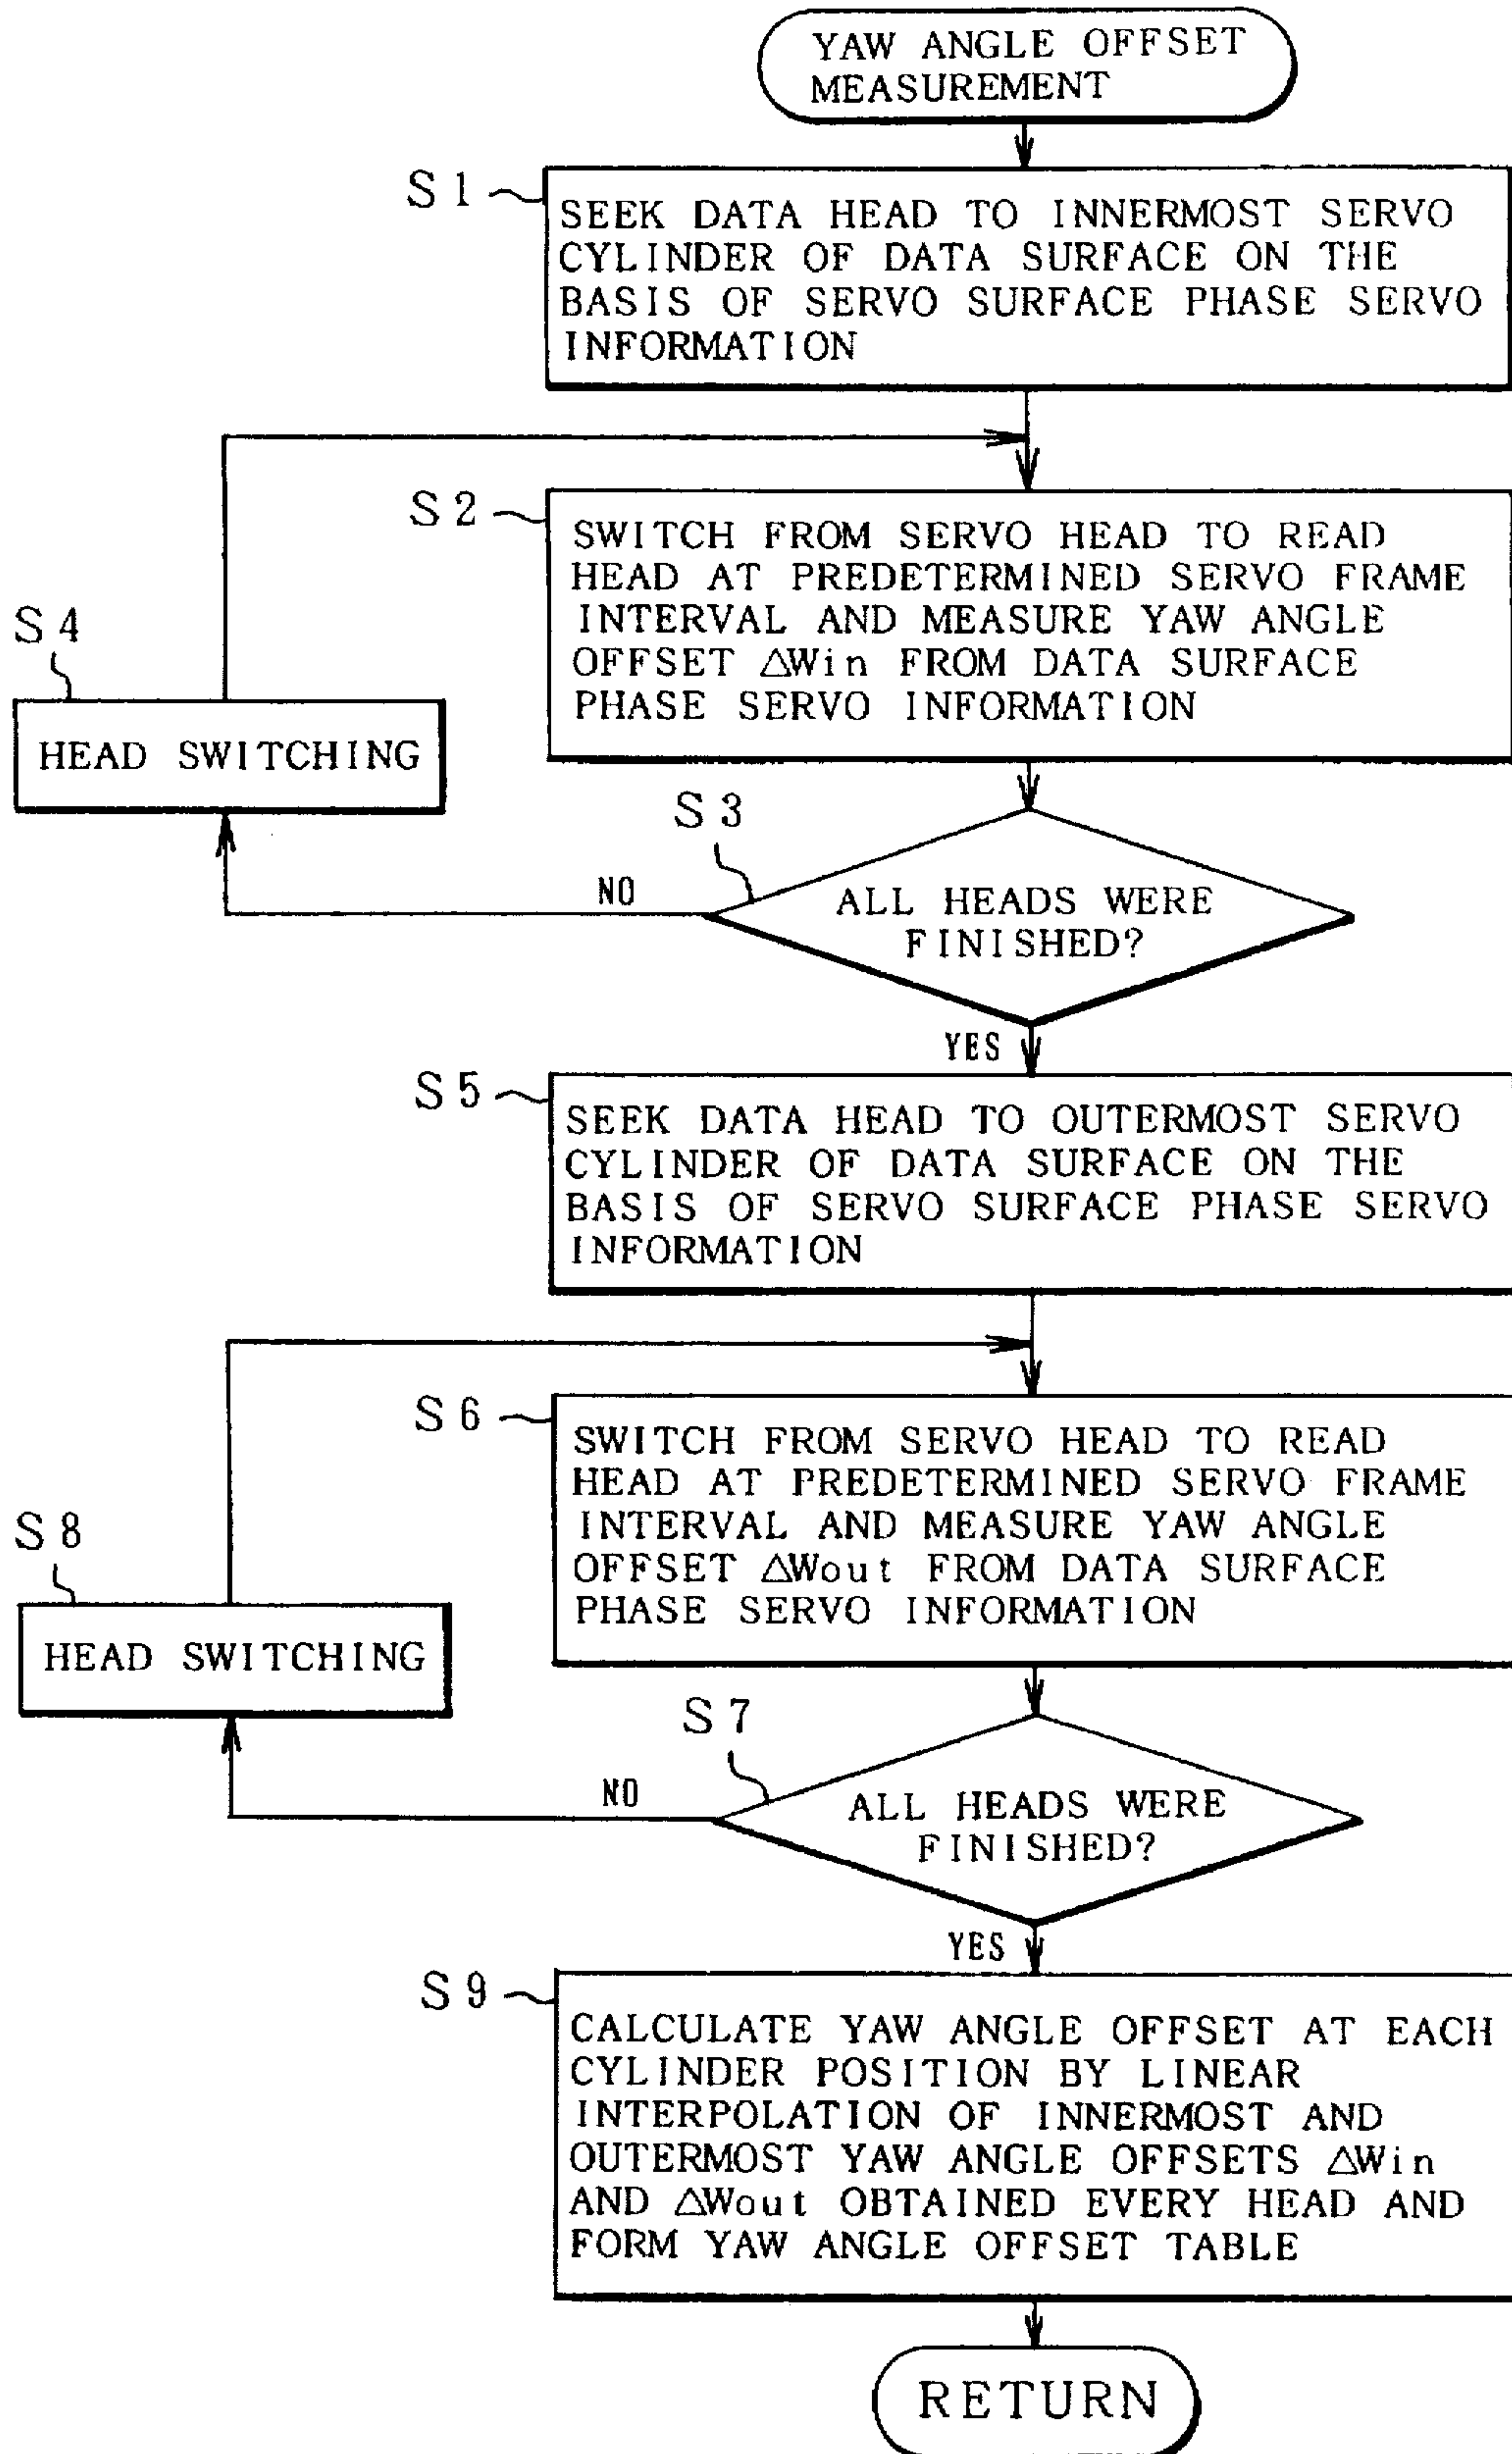 YAW ANGLE OFFSET
MEASUREMENT
S1
SEEK DATA HEAD TO INNERMOST SERVO
CYLINDER OF DATA SURFACE ON THE
BASIS OF SERVO SURFACE PHASE SERVO
INFORMATION
S2
SWITCH FROM SERVO HEAD TO READ
HEAD AT PREDETERMINED SERVO FRAME
INTERVAL AND MEASURE YAW ANGLE
OFFSET △Win FROM DATA SURFACE
PHASE SERVO INFORMATION
S4
HEAD SWITCHING
S3
NO
ALL HEADS WERE
FINISHED?
YES
S5
SEEK DATA HEAD TO OUTERMOST SERVO
CYLINDER OF DATA SURFACE ON THE
BASIS OF SERVO SURFACE PHASE SERVO
INFORMATION
S6
SWITCH FROM SERVO HEAD TO READ
HEAD AT PREDETERMINED SERVO FRAME
INTERVAL AND MEASURE YAW ANGLE
OFFSET △Wout FROM DATA SURFACE
PHASE SERVO INFORMATION
S8
HEAD SWITCHING
S7
NO
ALL HEADS WERE
FINISHED?
YES
S9
CALCULATE YAW ANGLE OFFSET AT EACH
CYLINDER POSITION BY LINEAR
INTERPOLATION OF INNERMOST AND
OUTERMOST YAW ANGLE OFFSETS △Win
AND △Wout OBTAINED EVERY HEAD AND
FORM YAW ANGLE OFFSET TABLE
RETURN